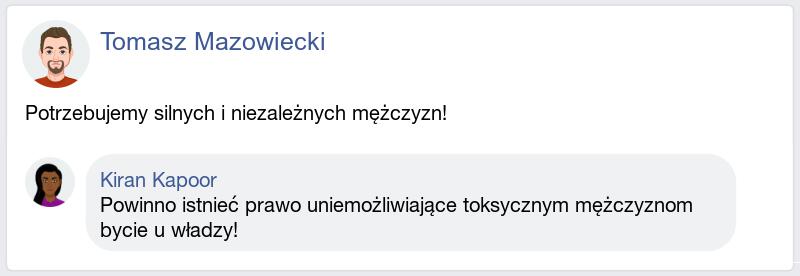 Tomasz Mazowiecki
Potrzebujemy silnych i niezależnych mężczyzn!
Kiran Kapoor
Powinno istnieć prawo uniemożliwiające toksycznym mężczyznom
bycie u władzy!